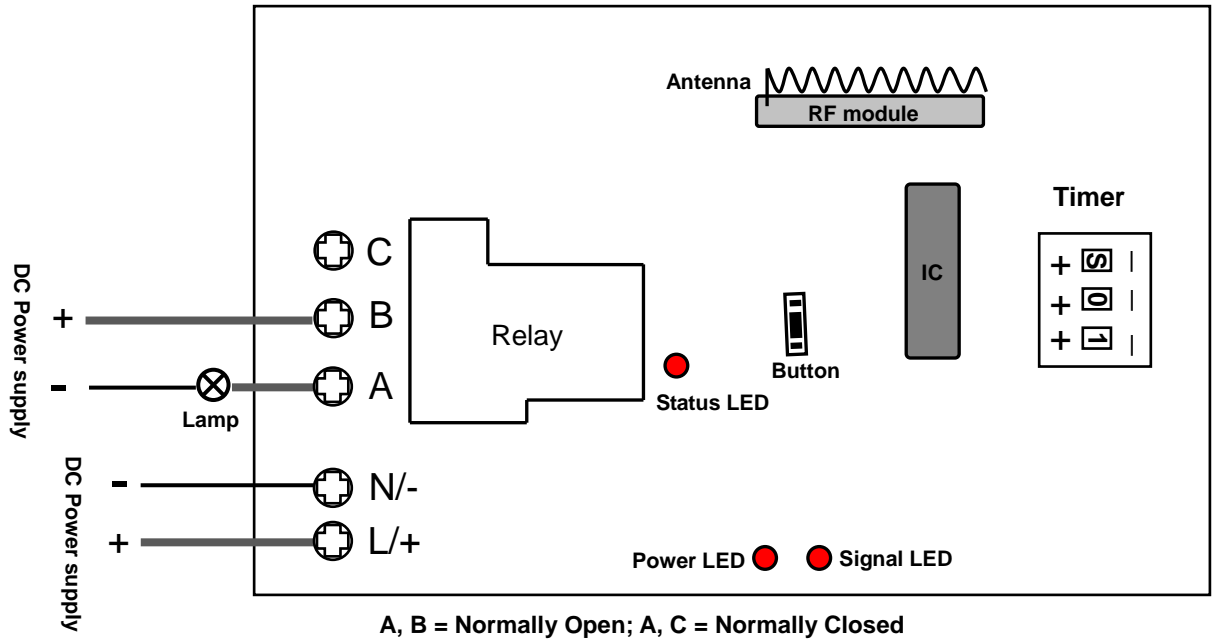 Antenna
RF module
Timer
+ S –
+ 0 –
+ 1 –
IC
C
B
A
Relay
Button
Status LED
DC Power supply
+
-
Lamp
DC Power supply
-
+
N/-
L/+
Power LED
Signal LED
A, B = Normally Open; A, C = Normally Closed